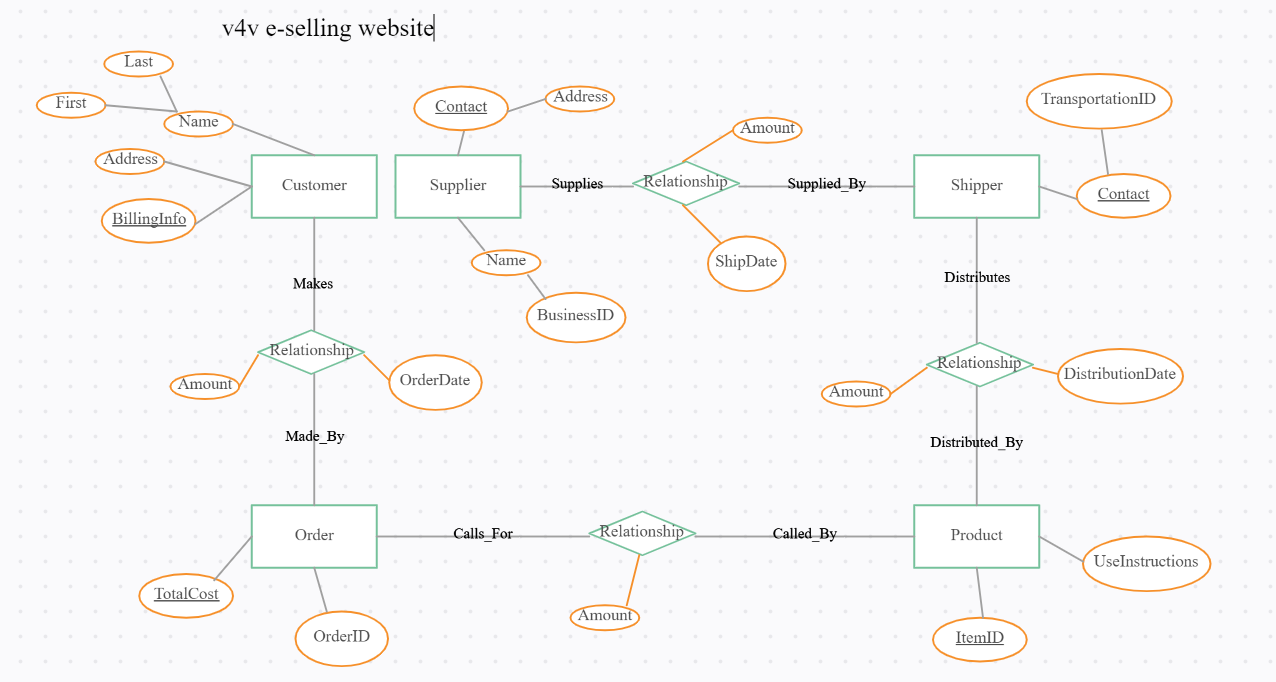 v4v e-selling website
Last
First
Name
Contact
Address
Amount
TransportationID
Address
Customer
Supplier
Supplies
Relationship
Supplied_By
Shipper
Contact
BillingInfo
Name
ShipDate
Makes
Distributes
BusinessID
Relationship
Relationship
Amount
OrderDate
Amount
DistributionDate
Made_By
Distributed_By
Order
Calls_For
Relationship
Called_By
Product
UseInstructions
TotalCost
Amount
OrderID
ItemID